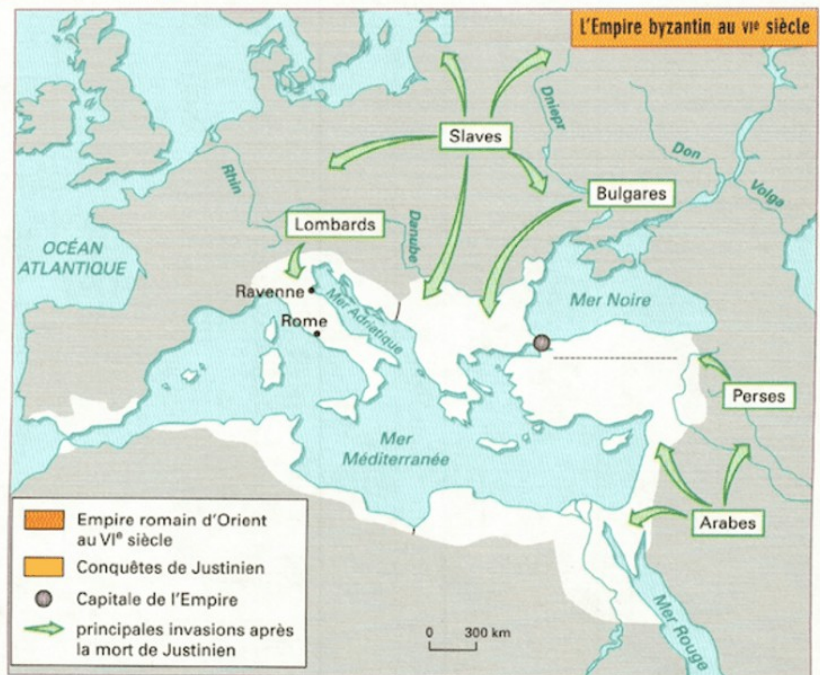 L'Empire byzantin au VIe siècle
Slaves
Dniepr
Don
Volga
Bulgares
Rhin
Lombards
Danube
OCÉAN
ATLANTIQUE
Ravenne
Mer Adriatique
Rome
Mer Noire
Perses
Mer
Méditerranée
Arabes
Mer Rouge
Empire romain d'Orient
au VIe siècle
Conquêtes de Justinien
Capitale de l'Empire
principales invasions après
la mort de Justinien
0 300 km